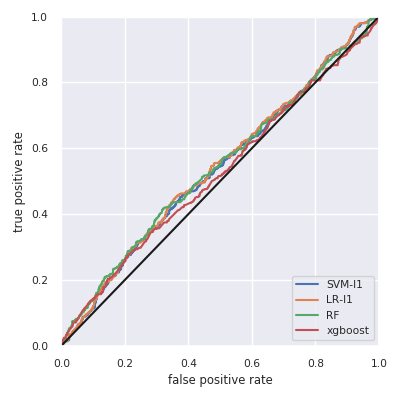 1.0
0.8
0.6
0.4
0.2
0.0
true positive rate
SVM-l1
LR-l1
RF
xgboost
0.0 0.2 0.4 0.6 0.8 1.0
false positive rate